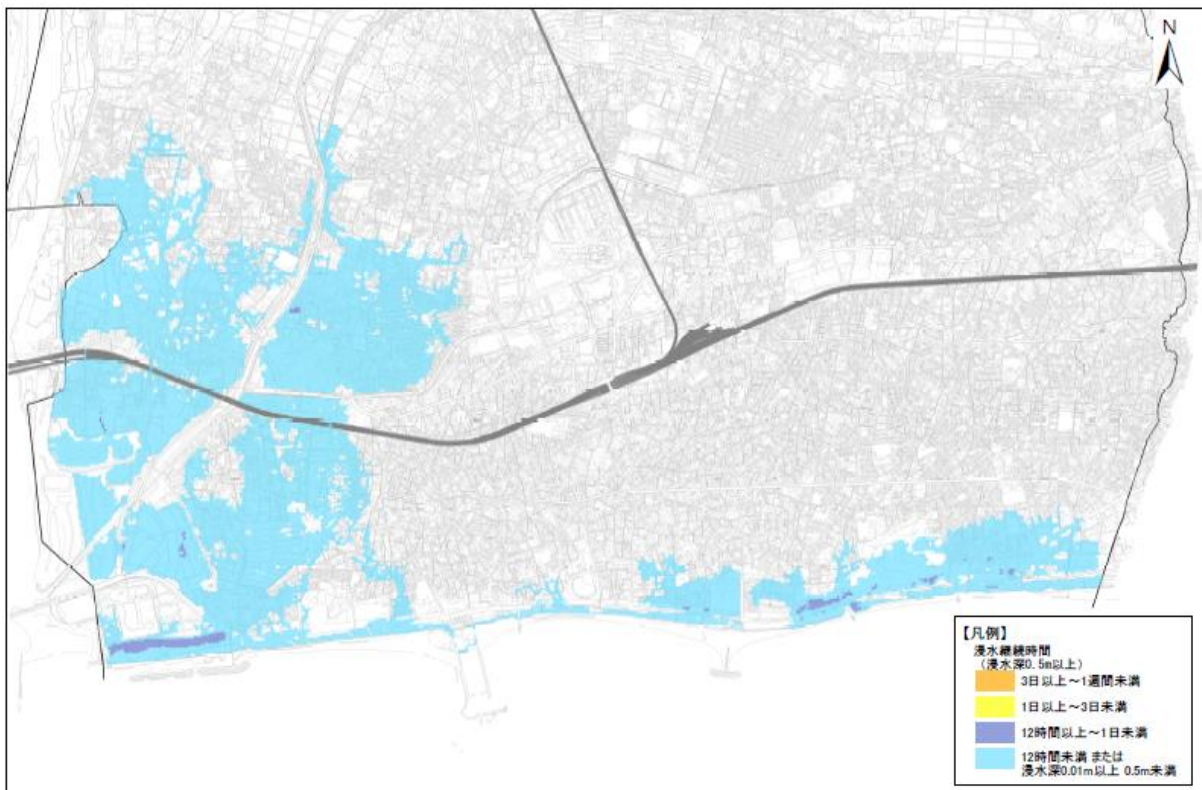 N
【凡例】
浸水継続時間
(浸水深0.5m以上)
3日以上～1週間未満
1日以上～3日未満
12時間以上～1日未満
12時間未満 または
浸水深0.01m以上 0.5m未満